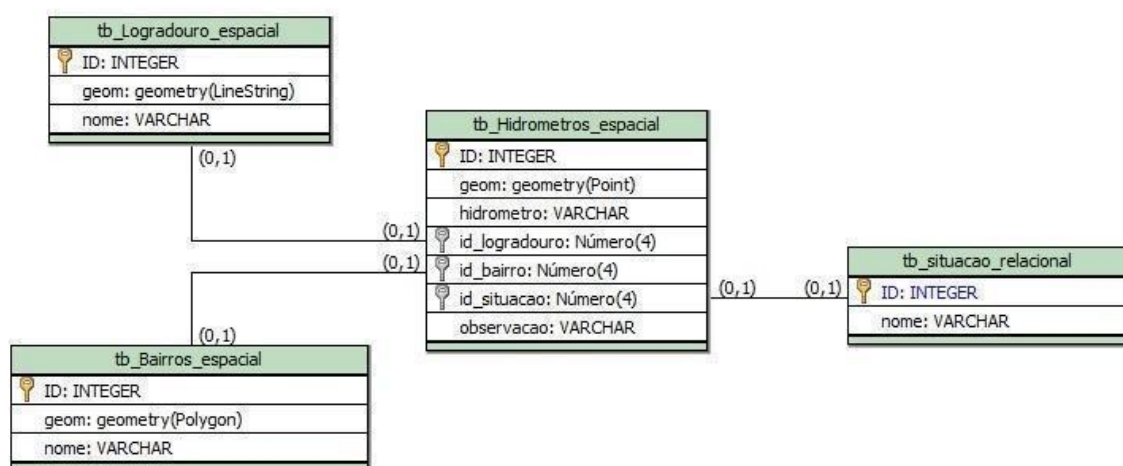 tb_Logradouro_espacial
ID: INTEGER
geom: geometry(LineString)
nome: VARCHAR
(0,1)
tb_Hidrometros_espacial
ID: INTEGER
geom: geometry(Point)
hidrometro: VARCHAR
id_logradouro: Número(4)
id_bairro: Número(4)
id_situacao: Número(4)
observacao: VARCHAR
(0,1)
(0,1)
(0,1)
(0,1)
tb_situacao_relacional
ID: INTEGER
nome: VARCHAR
(0,1)
tb_Bairros_espacial
ID: INTEGER
geom: geometry(Polygon)
nome: VARCHAR